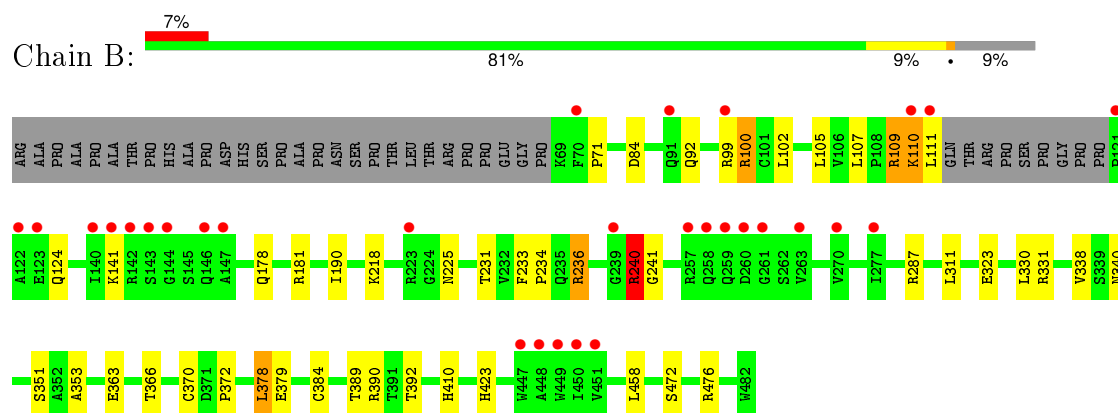 7%
Chain B:
81% 9% • 9%
ARG ALA PRO ALA PRO ALA THR PRO HIS ALA PRO ASP HIS SER PRO ALA PRO ASN SER PRO THR LEU THR ARG PRO PRO GLU GLY PRO K69 F70 P71 D84 Q91 Q92 R99 R100 C101 L102 L105 V106 L107 P108 R109 K110 L111 GLN THR ARG PRO SER PRO GLY PRO PRO P121
A122 E123 Q124 I140 K141 R142 S143 G144 S145 Q146 A147 Q178 R181 I190 K218 R223 G224 N225 T231 V232 F233 P234 Q235 R236 G239 R240 G241 R257 Q258 Q259 D260 G261 S262 V263 V270 I277 R287 L311 E323 L330 R331 V338 S339 N340
S351 A352 A353 E363 T366 C370 D371 P372 L378 E379 C384 T389 R390 T391 T392 H410 H423 W447 A448 W449 I450 V451 L458 S472 R476 W482